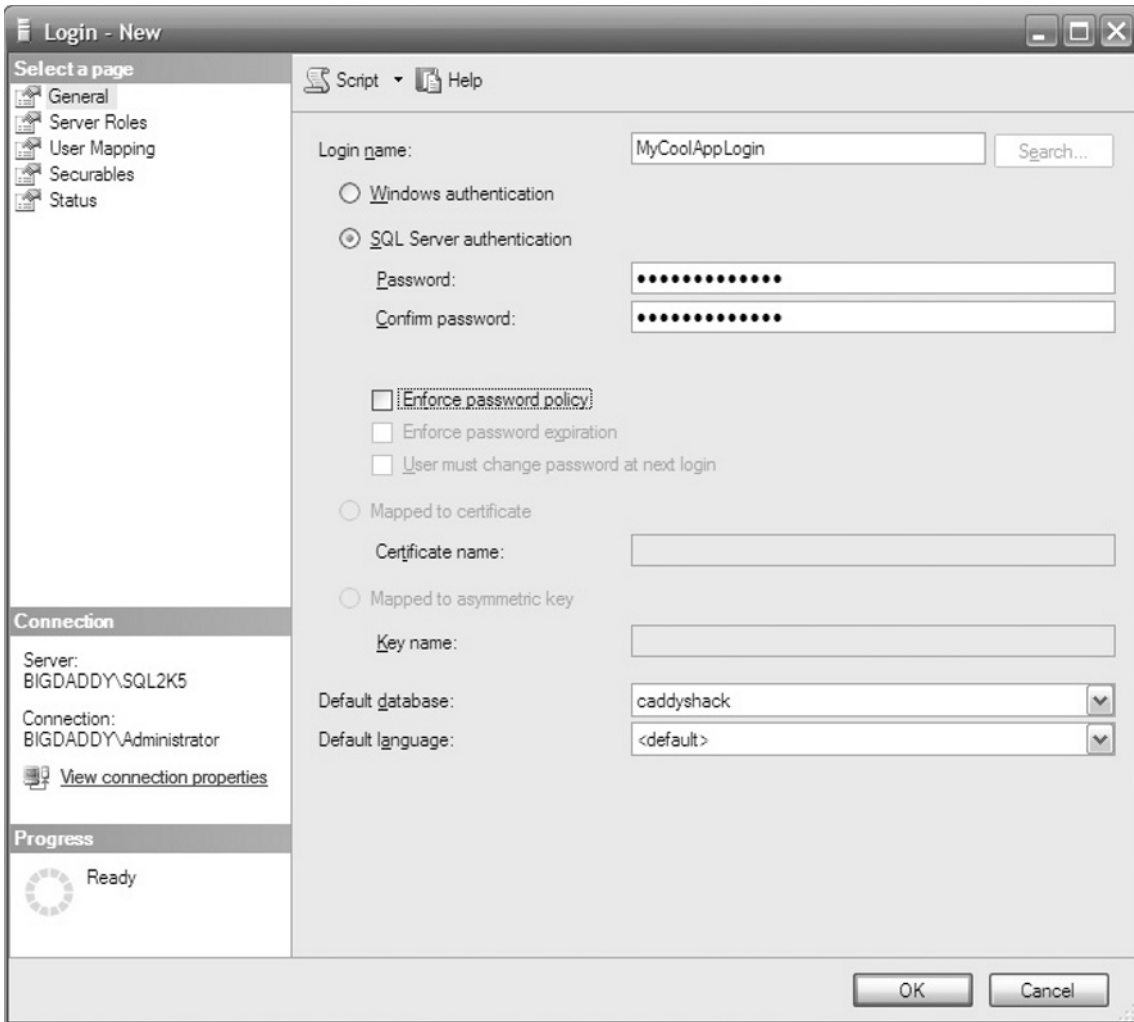 Login - New
Select a page
General
Server Roles
User Mapping
Securables
Status
Script
Help
Login name:
MyCoolAppLogin
Search...
Windows authentication
SQL Server authentication
Password:
•••••••••••••
Confirm password:
•••••••••••••
Enforce password policy
Enforce password expiration
User must change password at next login
Mapped to certificate
Certificate name:
Mapped to asymmetric key
Key name:
Default database:
caddyshack
Default language:
<default>
Connection
Server:
BIGDADDY\SQL2K5
Connection:
BIGDADDY\Administrator
View connection properties
Progress
Ready
OK
Cancel